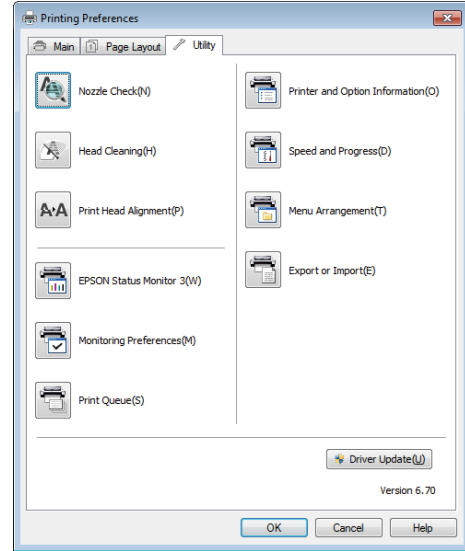 Printing Preferences
Main
Page Layout
Utility
Nozzle Check(N)
Head Cleaning(H)
Print Head Alignment(P)
EPSON Status Monitor 3(W)
Monitoring Preferences(M)
Print Queue(S)
Printer and Option Information(O)
Speed and Progress(D)
Menu Arrangement(T)
Export or Import(E)
Driver Update(U)
Version 6.70
OK
Cancel
Help